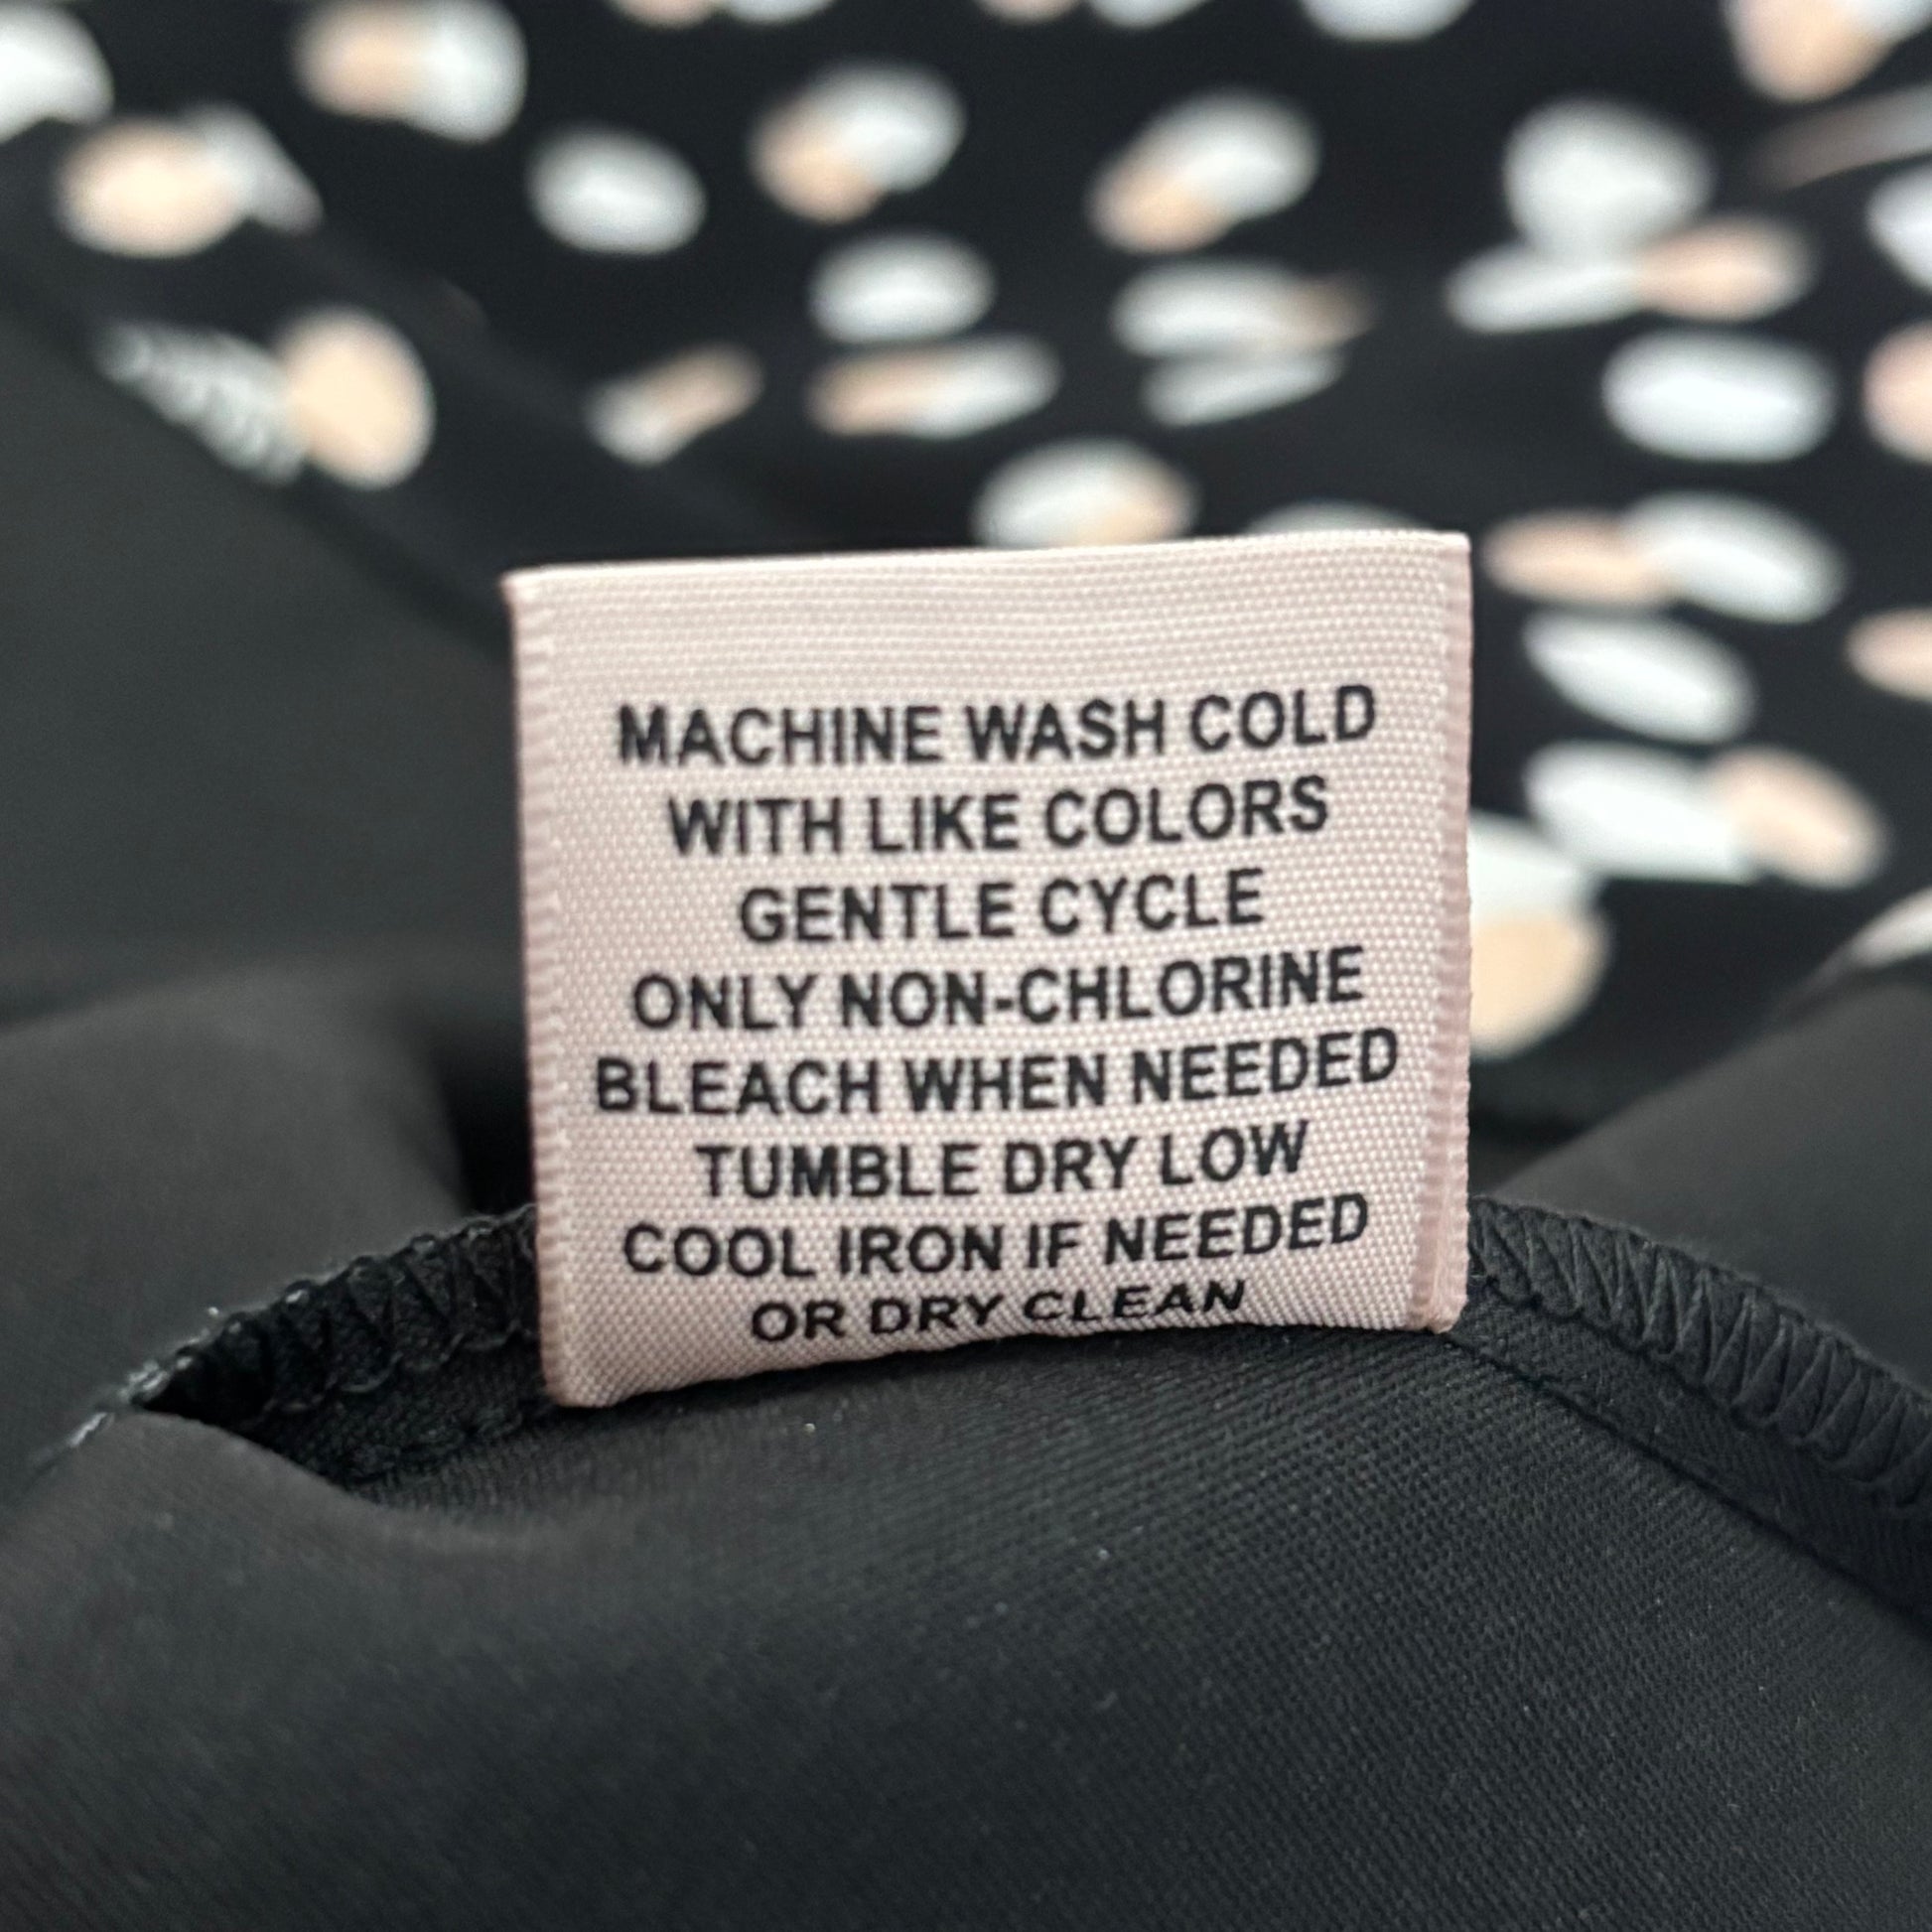 MACHINE WASH COLD
WITH LIKE COLORS
GENTLE CYCLE
ONLY NON-CHLORINE
BLEACH WHEN NEEDED
TUMBLE DRY LOW
COOL IRON IF NEEDED
OR DRY CLEAN